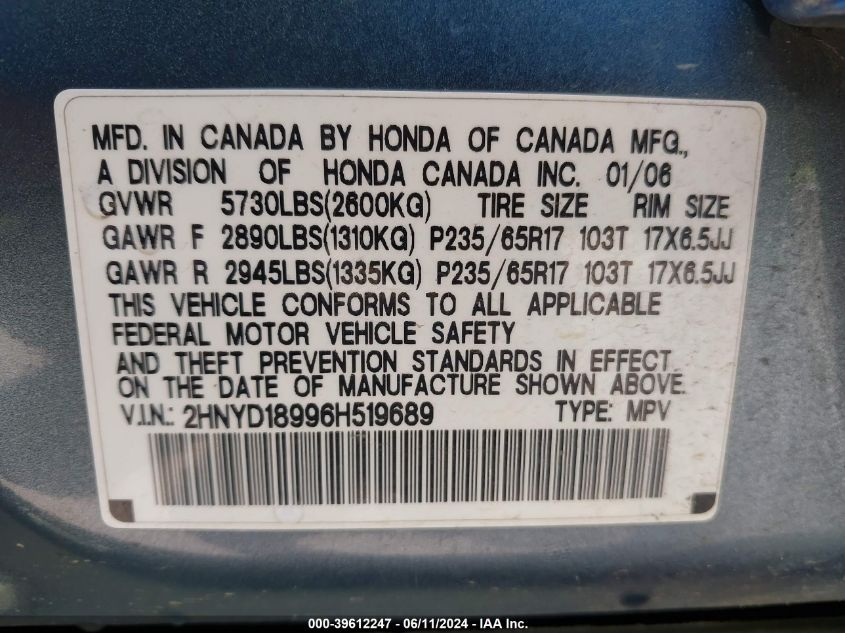 MFD. IN CANADA BY HONDA OF CANADA MFG.,
A DIVISION OF HONDA CANADA INC. 01/06
GVWR 5730LBS(2600KG) TIRE SIZE RIM SIZE
GAWR F 2890LBS(1310KG) P235/65R17 103T 17X6.5JJ
GAWR R 2945LBS(1335KG) P235/65R17 103T 17X6.5JJ
THIS VEHICLE CONFORMS TO ALL APPLICABLE
FEDERAL MOTOR VEHICLE SAFETY
AND THEFT PREVENTION STANDARDS IN EFFECT
ON THE DATE OF MANUFACTURE SHOWN ABOVE.
V.I.N.: 2HNYD18996H519689 TYPE: MPV
000-39612247 - 06/11/2024 - IAA Inc.